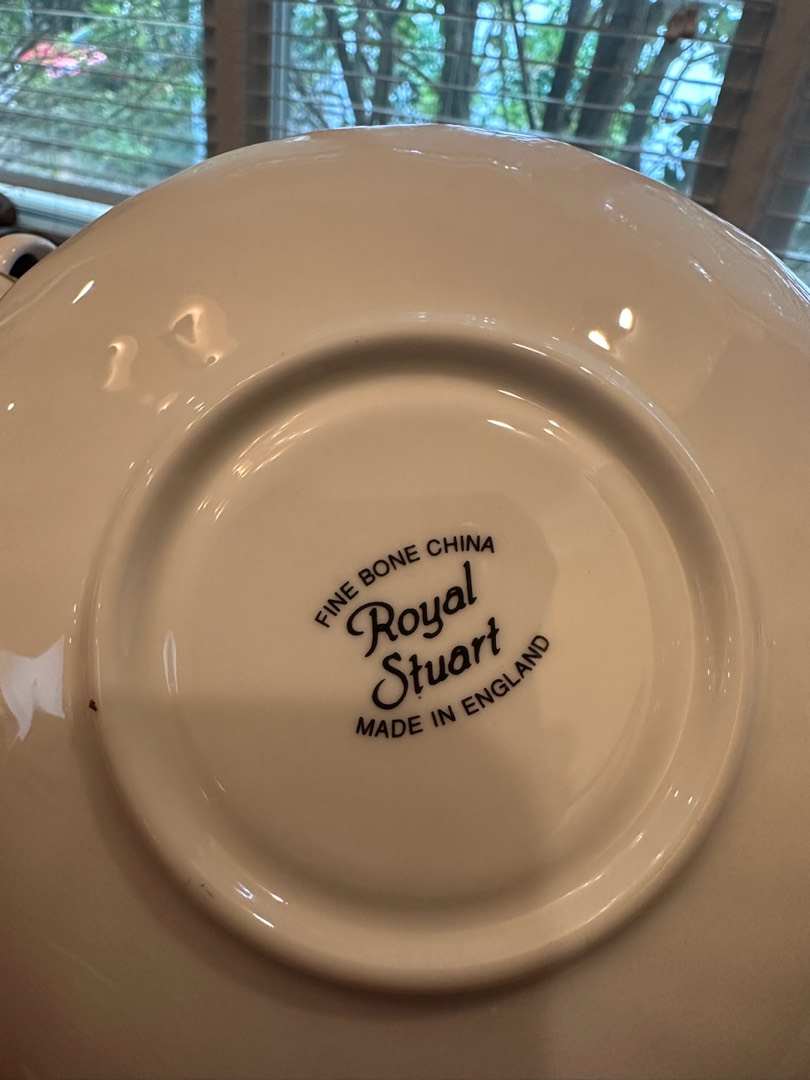 FINE BONE CHINA
Royal
Stuart
MADE IN ENGLAND